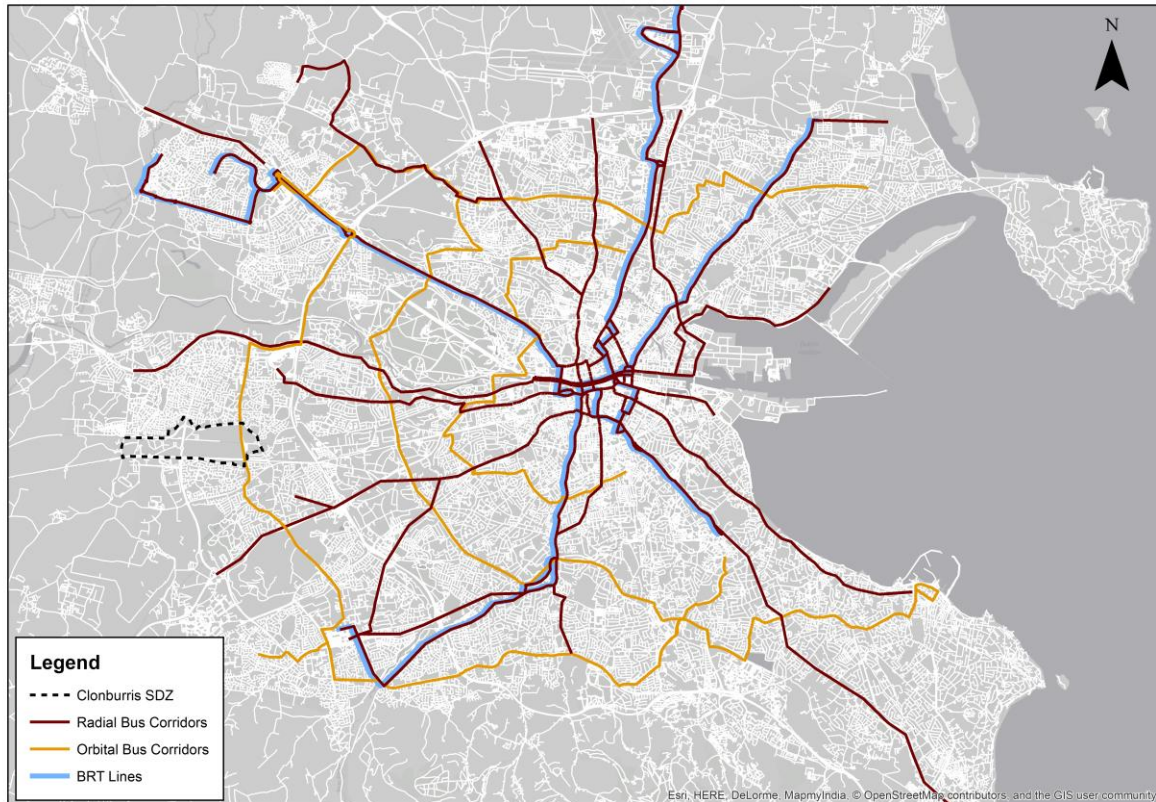 N
Legend
Clonburris SDZ
Radial Bus Corridors
Orbital Bus Corridors
BRT Lines
Esri, HERE, DeLorme, MapmyIndia, © OpenStreetMap contributors, and the GIS user community